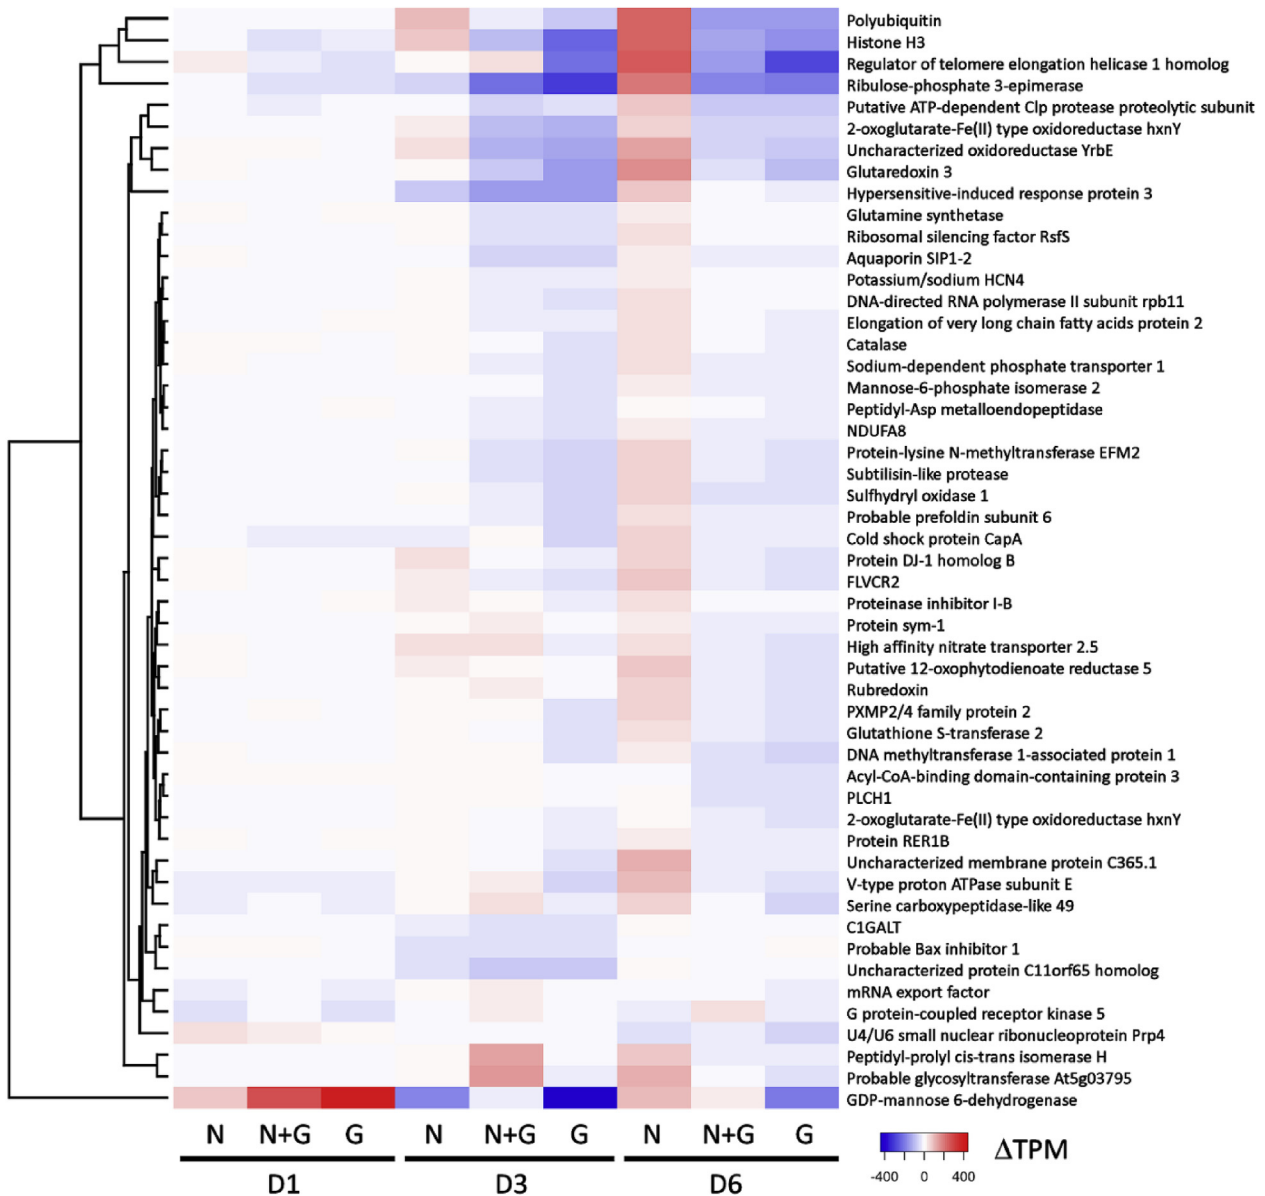 Polyubiquitin
Histone H3
Regulator of telomere elongation helicase 1 homolog
Ribulose-phosphate 3-epimerase
Putative ATP-dependent Clp protease proteolytic subunit
2-oxoglutarate-Fe(II) type oxidoreductase hxnY
Uncharacterized oxidoreductase YrbE
Glutaredoxin 3
Hypersensitive-induced response protein 3
Glutamine synthetase
Ribosomal silencing factor RsfS
Aquaporin SIP1-2
Potassium/sodium HCN4
DNA-directed RNA polymerase II subunit rpb11
Elongation of very long chain fatty acids protein 2
Catalase
Sodium-dependent phosphate transporter 1
Mannose-6-phosphate isomerase 2
Peptidyl-Asp metalloendopeptidase
NDUFA8
Protein-lysine N-methyltransferase EFM2
Subtilisin-like protease
Sulfhydryl oxidase 1
Probable prefoldin subunit 6
Cold shock protein CapA
Protein DJ-1 homolog B
FLVCR2
Proteinase inhibitor I-B
Protein sym-1
High affinity nitrate transporter 2.5
Putative 12-oxophytodienoate reductase 5
Rubredoxin
PXMP2/4 family protein 2
Glutathione S-transferase 2
DNA methyltransferase 1-associated protein 1
Acyl-CoA-binding domain-containing protein 3
PLCH1
2-oxoglutarate-Fe(II) type oxidoreductase hxnY
Protein RER1B
Uncharacterized membrane protein C365.1
V-type proton ATPase subunit E
Serine carboxypeptidase-like 49
C1GALT
Probable Bax inhibitor 1
Uncharacterized protein C11orf65 homolog
mRNA export factor
G protein-coupled receptor kinase 5
U4/U6 small nuclear ribonucleoprotein Prp4
Peptidyl-prolyl cis-trans isomerase H
Probable glycosyltransferase At5g03795
GDP-mannose 6-dehydrogenase
N N+G G N N+G G N N+G G
D1 D3 D6
ΔTPM
-400 0 400